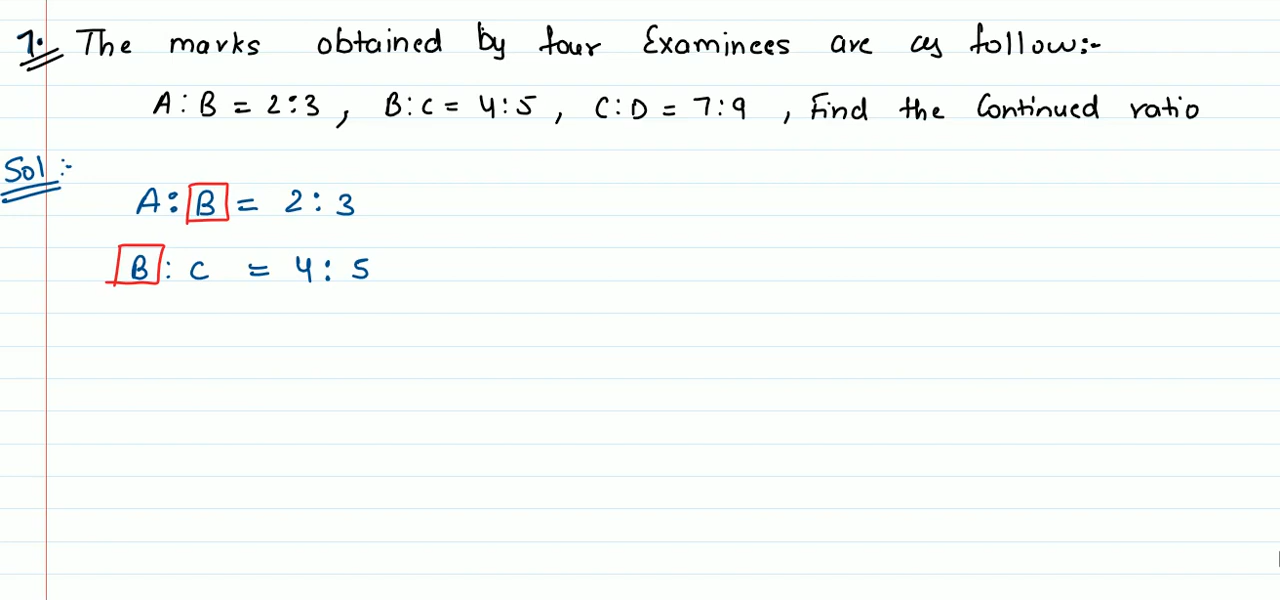 7. The marks obtained by four Examinees are as follow:-
A : B = 2 : 3 , B : C = 4 : 5 , C : D = 7 : 9 , Find the Continued ratio
Sol :-
A : B = 2 : 3
B : C = 4 : 5